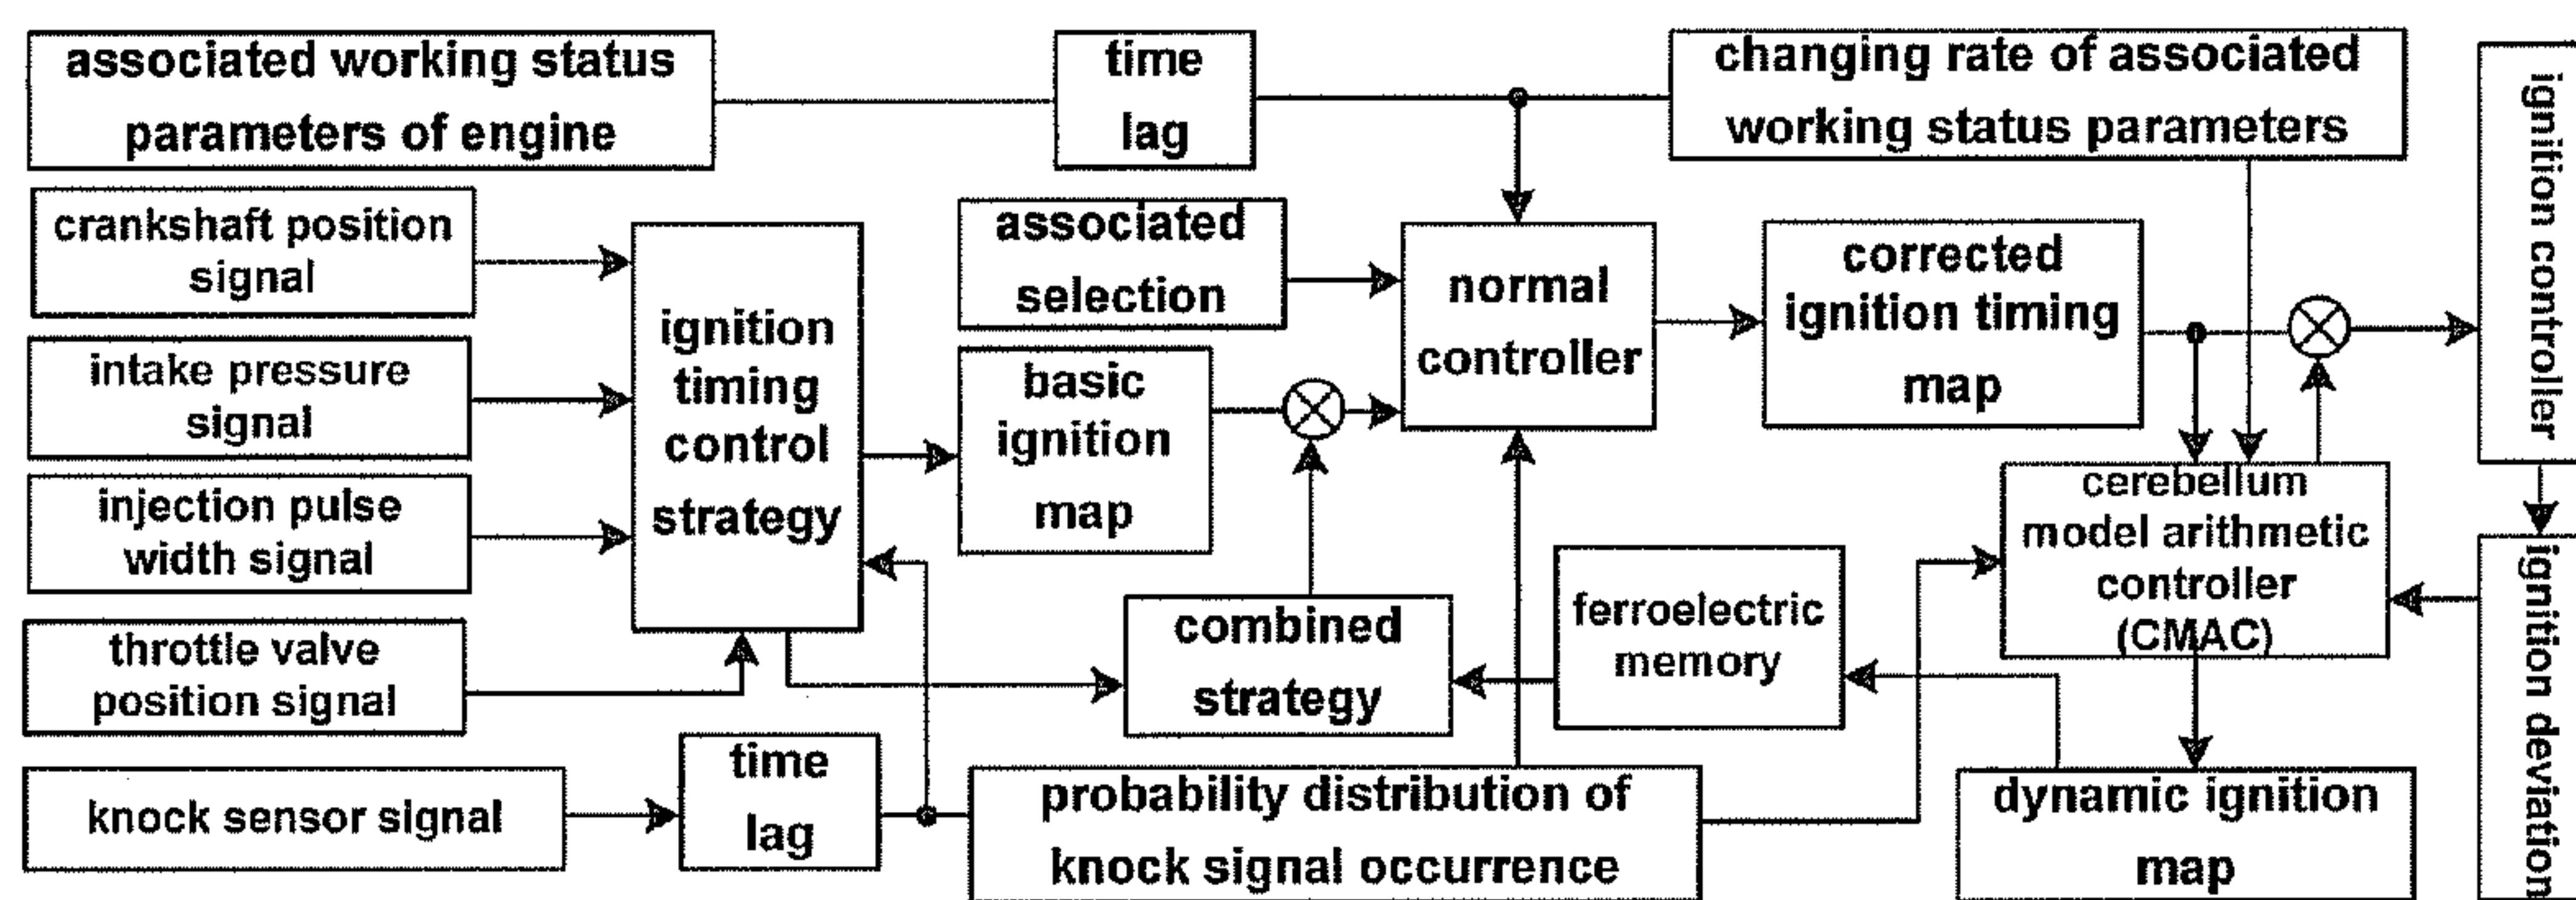 associated working status
parameters of engine
time
lag
changing rate of associated
working status parameters
ignition controller
crankshaft position
signal
associated
selection
normal
controller
corrected
ignition timing
map
intake pressure
signal
ignition
timing
control
strategy
basic
ignition
map
injection pulse
width signal
cerebellum
model arithmetic
controller
(CMAC)
ignition deviation
throttle valve
position signal
combined
strategy
ferroelectric
memory
knock sensor signal
time
lag
probability distribution of
knock signal occurrence
dynamic ignition
map